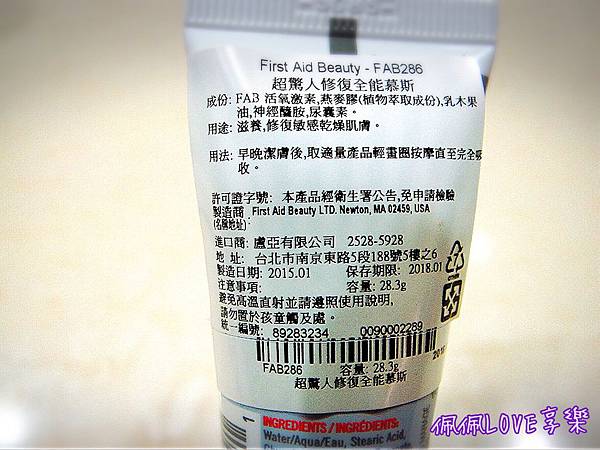 First Aid Beauty - FAB286
超驚人修復全能慕斯
成份: FAB 活氧激素,燕麥膠(植物萃取成份),乳木果
油,神經醯胺,尿囊素。
用途: 滋養,修復敏感乾燥肌膚。
用法: 早晚潔膚後,取適量產品輕畫圈按摩直至完全吸
收。
許可證字號: 本產品經衛生署公告,免申請檢驗
製造商 First Aid Beauty LTD. Newton, MA 02459, USA
(名稱地址):
進口商: 盧亞有限公司 2528-5928
地 址: 台北市南京東路5段188號5樓之6
製造日期: 2015.01 保存期限: 2018.01
注意事項: 容量: 28.3g
避免高溫直射並請遵照使用說明,
請勿置於孩童觸及處。
統一編號: 89283234 0090002289
FAB286 容量: 28.3g
超驚人修復全能慕斯
INGREDIENTS / INGRÉDIENTS:
Water/Aqua/Eau, Stearic Acid,
佩佩LOVE享樂